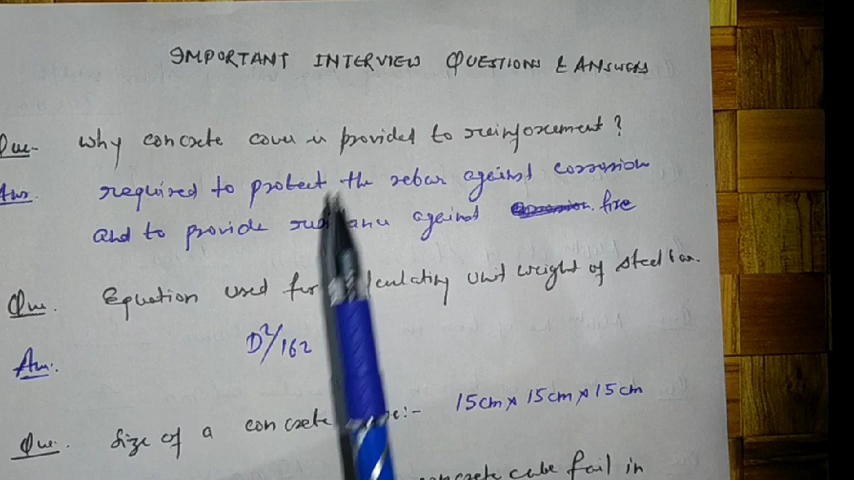 IMPORTANT INTERVIEW QUESTIONS & ANSWERS
Que- Why concrete cover is provided to reinforcement?
Ans. required to protect the rebar against corrosion
and to provide against fire
Que. Equation used for unit weight of steel bar.
Ans. D²/162
Que. Size of a concrete :- 15cm x 15cm x 15cm
concrete cube fail in